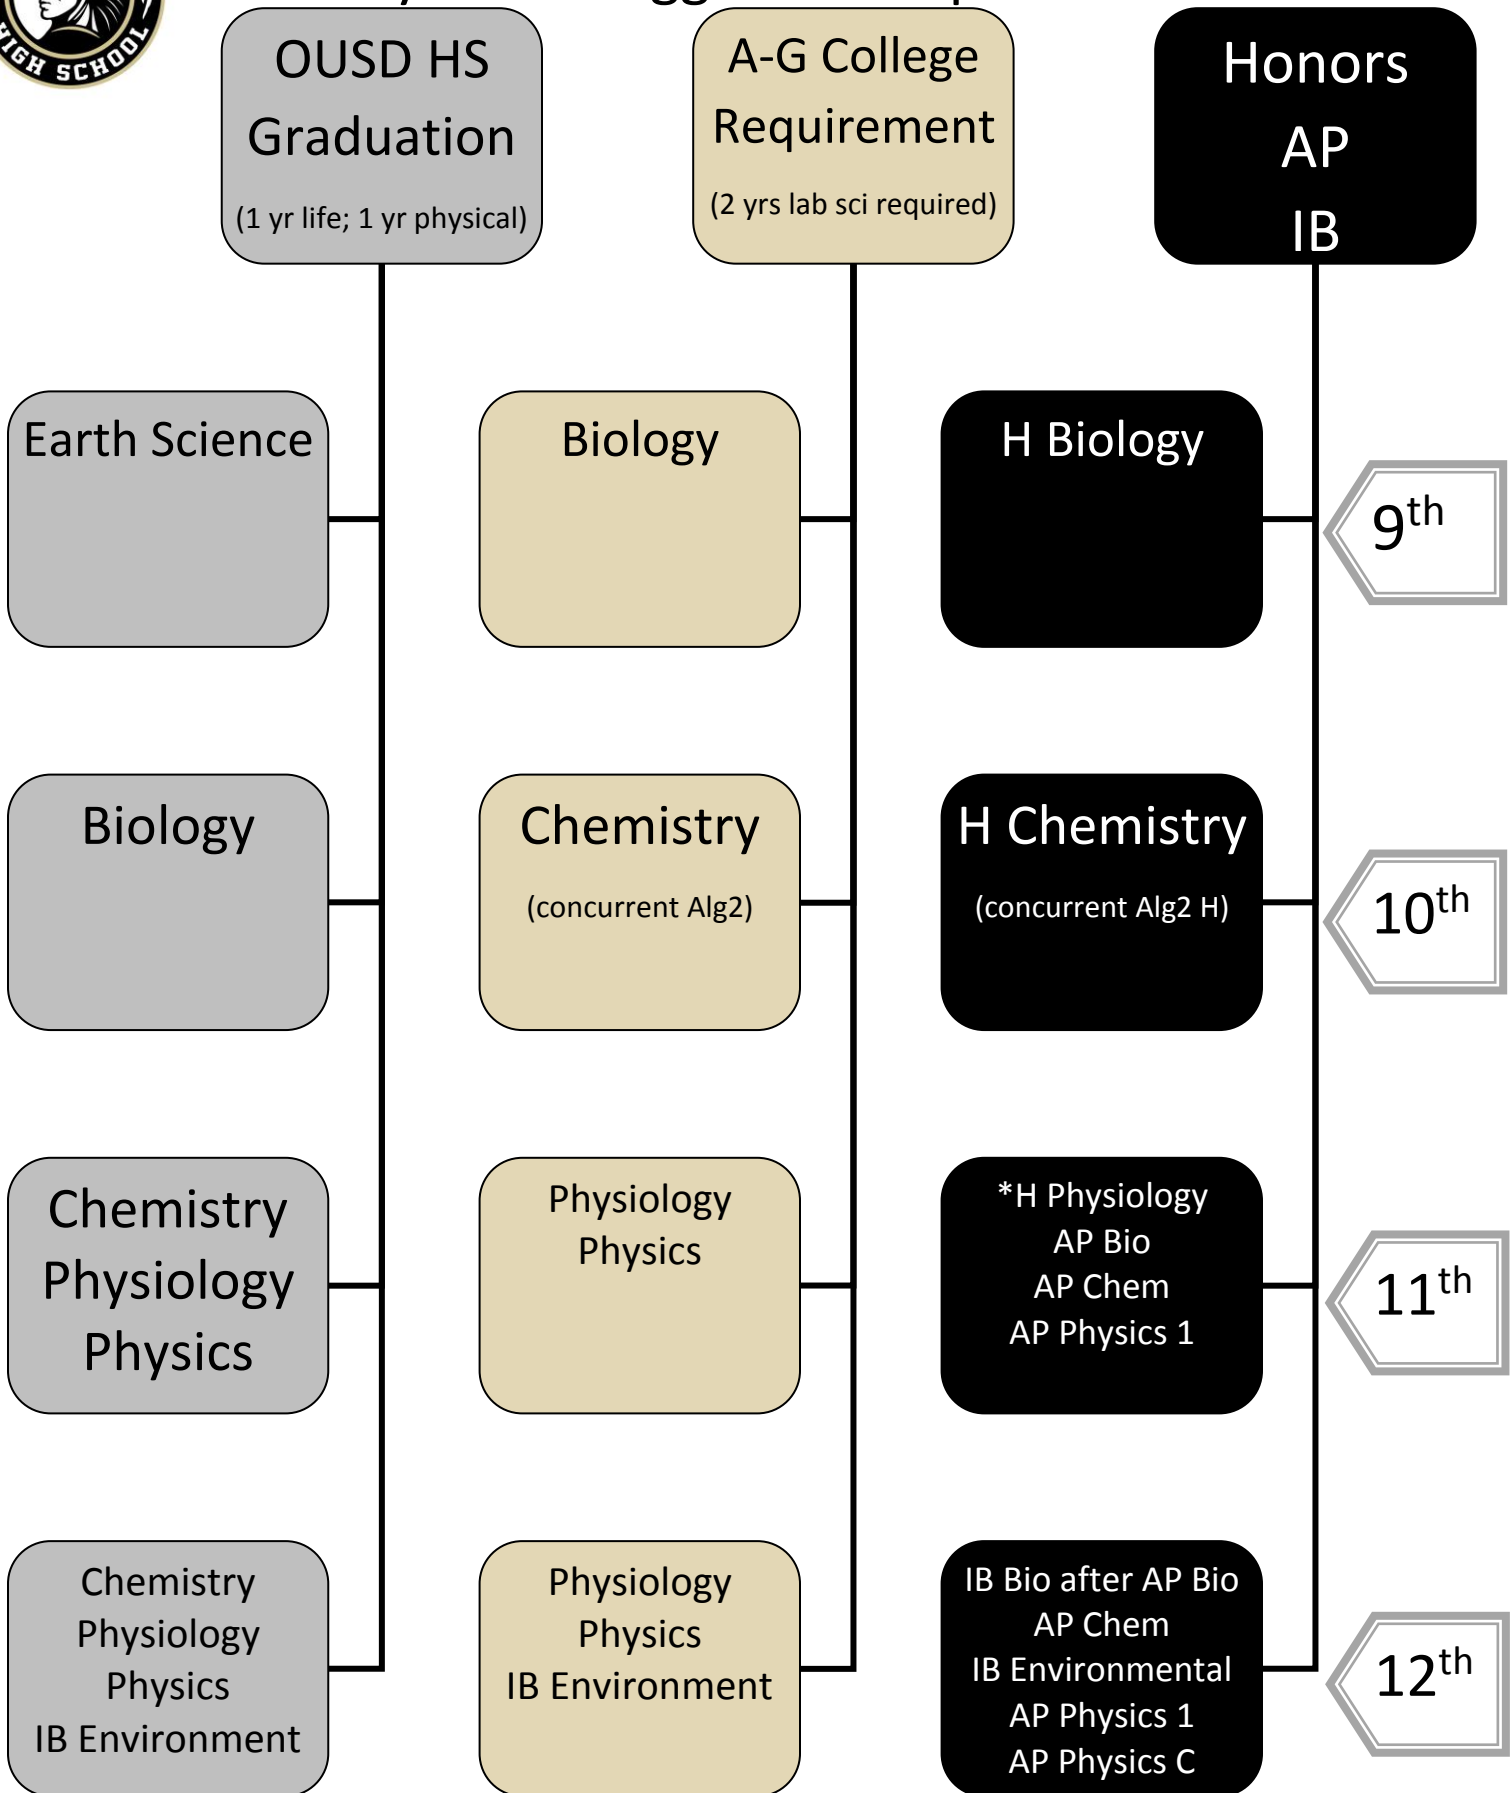 HIGH SCHOOL
OUSD HS
Graduation
(1 yr life; 1 yr physical)
A-G College
Requirement
(2 yrs lab sci required)
Honors
AP
IB
Earth Science
Biology
H Biology
9th
Biology
Chemistry
(concurrent Alg2)
H Chemistry
(concurrent Alg2 H)
10th
Chemistry
Physiology
Physics
Physiology
Physics
*H Physiology
AP Bio
AP Chem
AP Physics 1
11th
Chemistry
Physiology
Physics
IB Environment
Physiology
Physics
IB Environment
IB Bio after AP Bio
AP Chem
IB Environmental
AP Physics 1
AP Physics C
12th